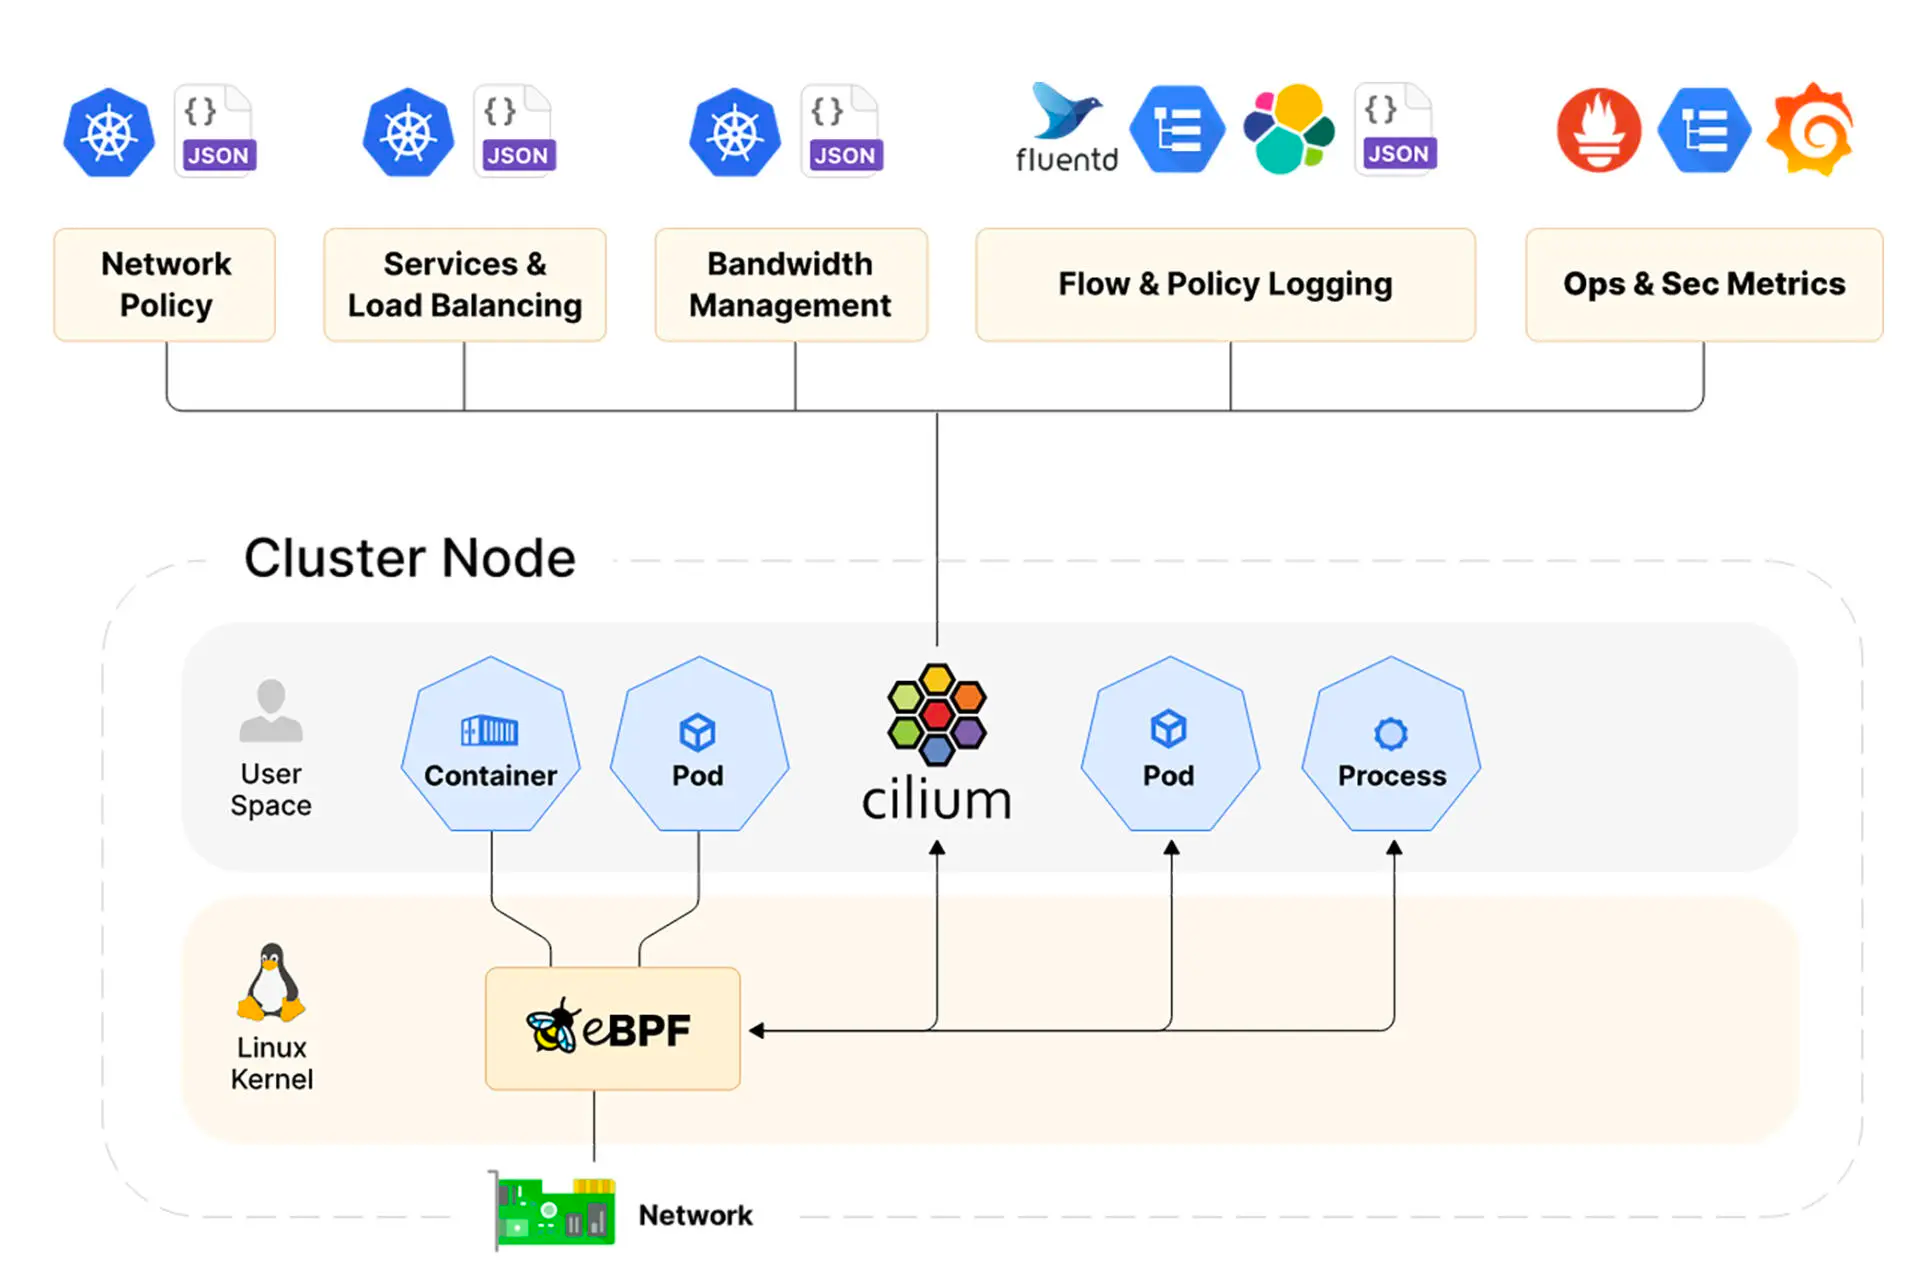 {}
JSON
{}
JSON
{}
JSON
fluentd
{}
JSON
Network
Policy
Services &
Load Balancing
Bandwidth
Management
Flow & Policy Logging
Ops & Sec Metrics
Cluster Node
User
Space
Container
Pod
cilium
Pod
Process
Linux
Kernel
eBPF
Network